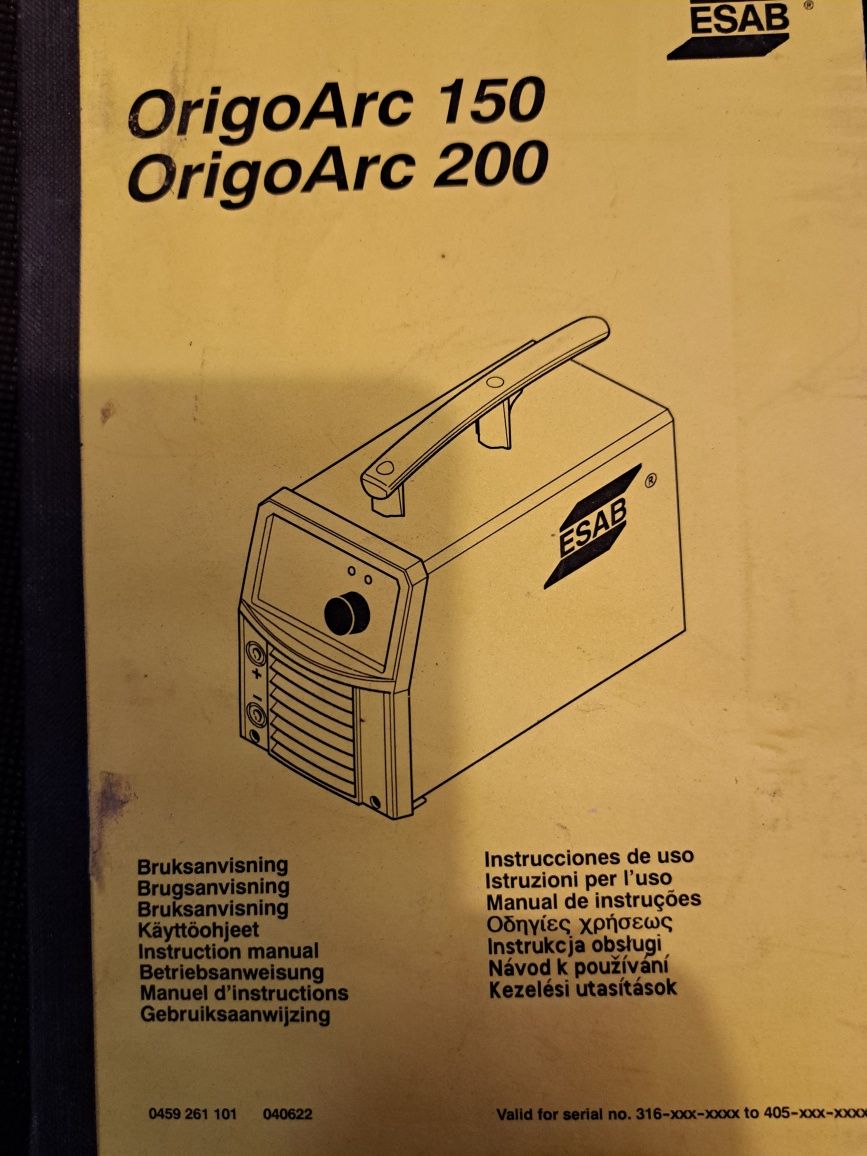 ESAB ®
OrigoArc 150
OrigoArc 200
ESAB ®
+
-
Bruksanvisning
Brugsanvisning
Bruksanvisning
Käyttöohjeet
Instruction manual
Betriebsanweisung
Manuel d'instructions
Gebruiksaanwijzing
Instrucciones de uso
Istruzioni per l'uso
Manual de instruções
Οδηγίες χρήσεως
Instrukcja obsługi
Návod k používání
Kezelési utasítások
0459 261 101 040622
Valid for serial no. 316-xxx-xxxx to 405-xxx-xxxx